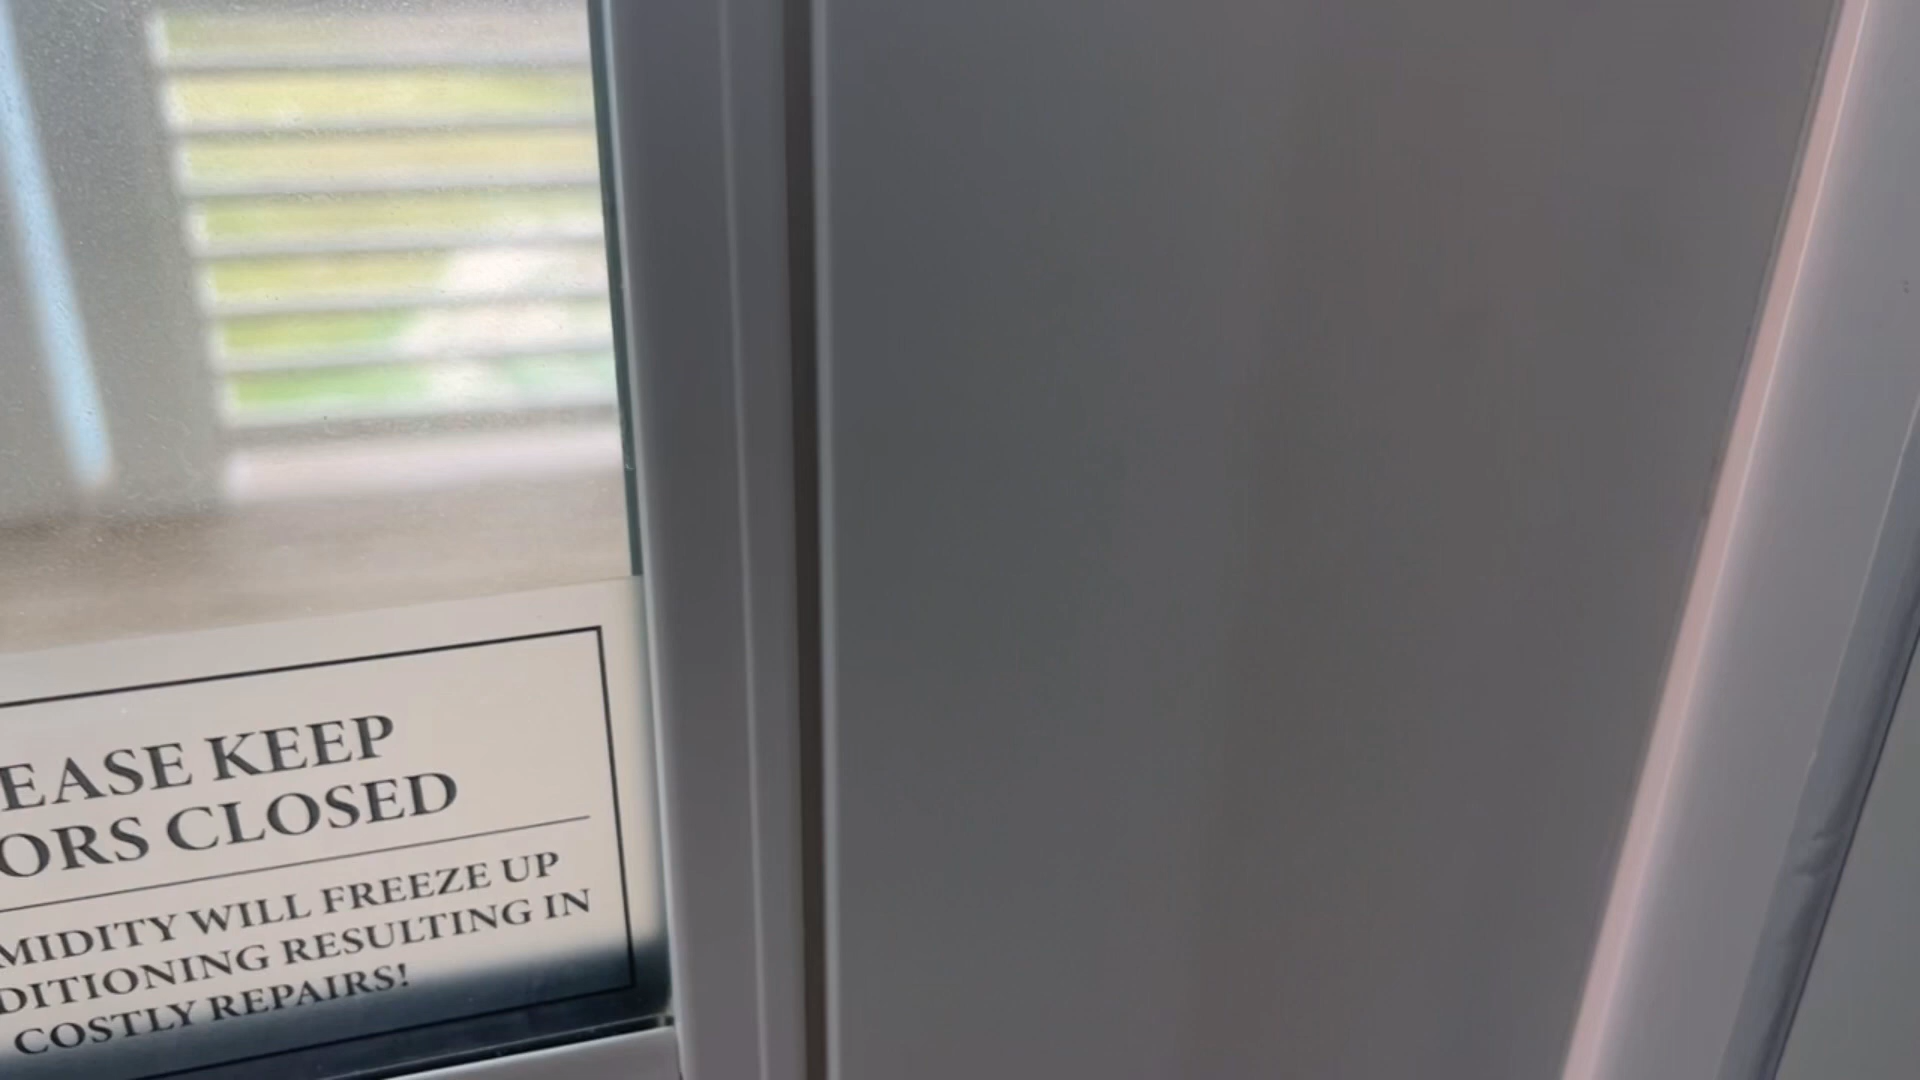 EASE KEEP
ORS CLOSED
MIDITY WILL FREEZE UP
DITIONING RESULTING IN
COSTLY REPAIRS!